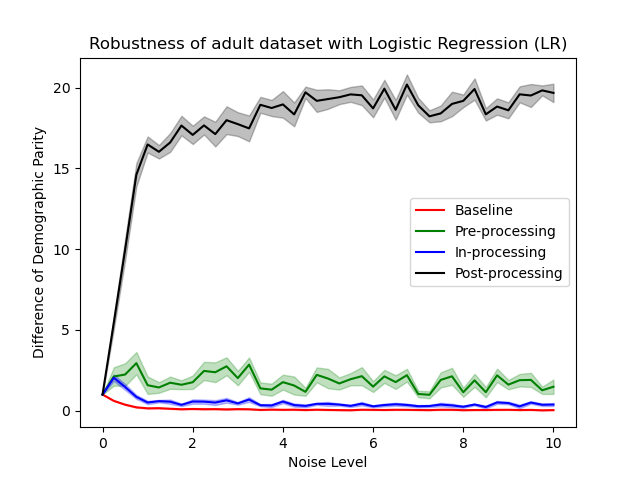 Robustness of adult dataset with Logistic Regression (LR)
Difference of Demographic Parity
20
15
10
5
0
Baseline
Pre-processing
In-processing
Post-processing
0 2 4 6 8 10
Noise Level